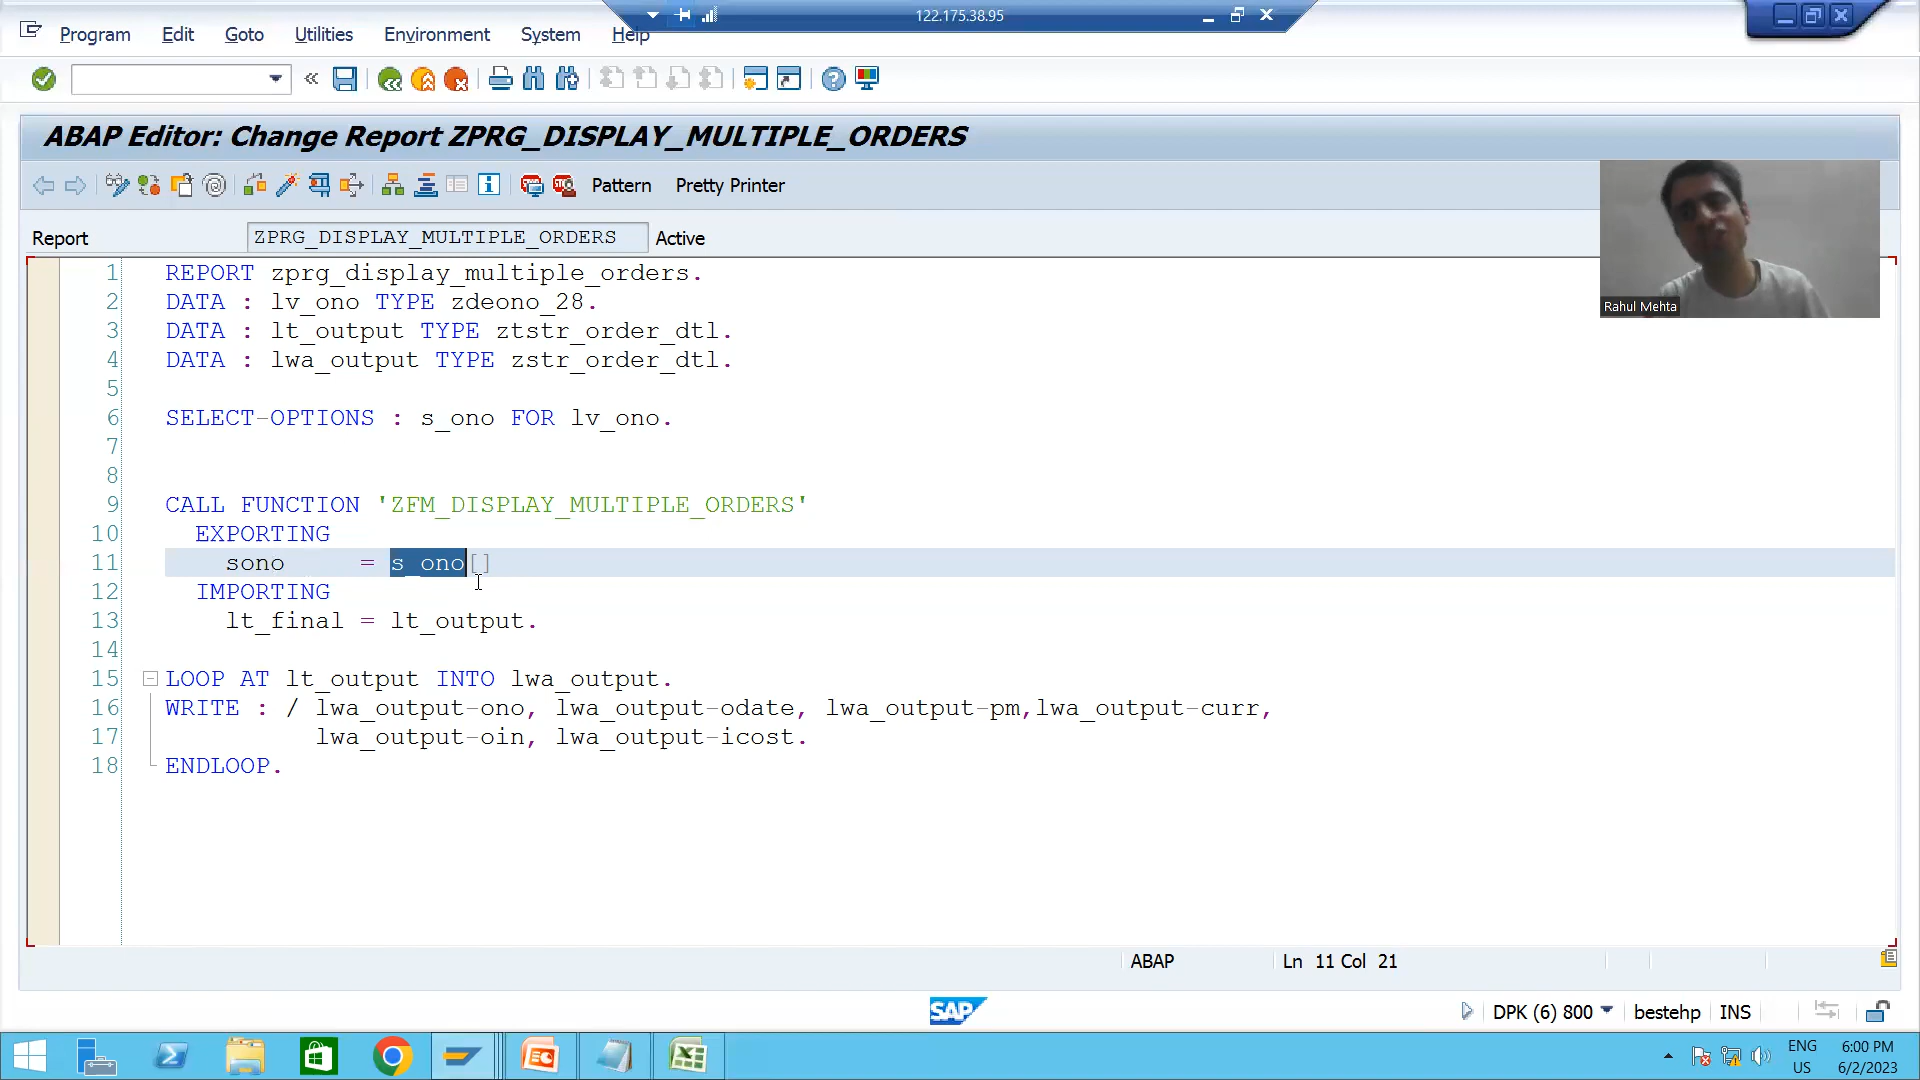 122.175.38.95
Program Edit Goto Utilities Environment System Help
ABAP Editor: Change Report ZPRG_DISPLAY_MULTIPLE_ORDERS
Pattern Pretty Printer
Report ZPRG_DISPLAY_MULTIPLE_ORDERS Active
Rahul Mehta
1 REPORT zprg_display_multiple_orders.
2 DATA : lv_ono TYPE zdeono_28.
3 DATA : lt_output TYPE ztstr_order_dtl.
4 DATA : lwa_output TYPE zstr_order_dtl.
5
6 SELECT-OPTIONS : s_ono FOR lv_ono.
7
8
9 CALL FUNCTION 'ZFM_DISPLAY_MULTIPLE_ORDERS'
10 EXPORTING
11 sono = s_ono[]
12 IMPORTING
13 lt_final = lt_output.
14
15 LOOP AT lt_output INTO lwa_output.
16 WRITE : / lwa_output-ono, lwa_output-odate, lwa_output-pm,lwa_output-curr,
17 lwa_output-oin, lwa_output-icost.
18 ENDLOOP.
ABAP Ln 11 Col 21
SAP DPK (6) 800 bestehp INS
ENG 6:00 PM
US 6/2/2023